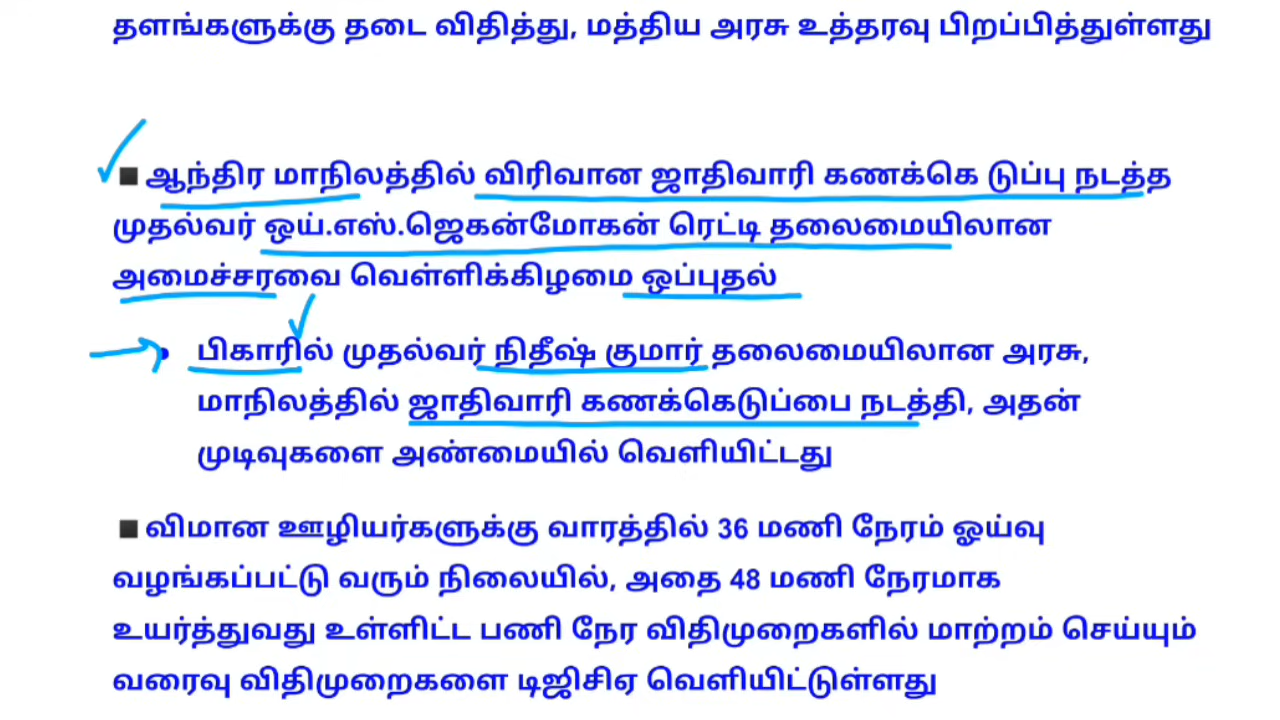 தளங்களுக்கு தடை விதித்து, மத்திய அரசு உத்தரவு பிறப்பித்துள்ளது
ஆந்திர மாநிலத்தில் விரிவான ஜாதிவாரி கணக்கெ டுப்பு நடத்த
முதல்வர் ஒய்.எஸ்.ஜெகன்மோகன் ரெட்டி தலைமையிலான
அமைச்சரவை வெள்ளிக்கிழமை ஒப்புதல்
பிகாரில் முதல்வர் நிதீஷ் குமார் தலைமையிலான அரசு,
மாநிலத்தில் ஜாதிவாரி கணக்கெடுப்பை நடத்தி, அதன்
முடிவுகளை அண்மையில் வெளியிட்டது
விமான ஊழியர்களுக்கு வாரத்தில் 36 மணி நேரம் ஓய்வு
வழங்கப்பட்டு வரும் நிலையில், அதை 48 மணி நேரமாக
உயர்த்துவது உள்ளிட்ட பணி நேர விதிமுறைகளில் மாற்றம் செய்யும்
வரைவு விதிமுறைகளை டிஜிசிஏ வெளியிட்டுள்ளது